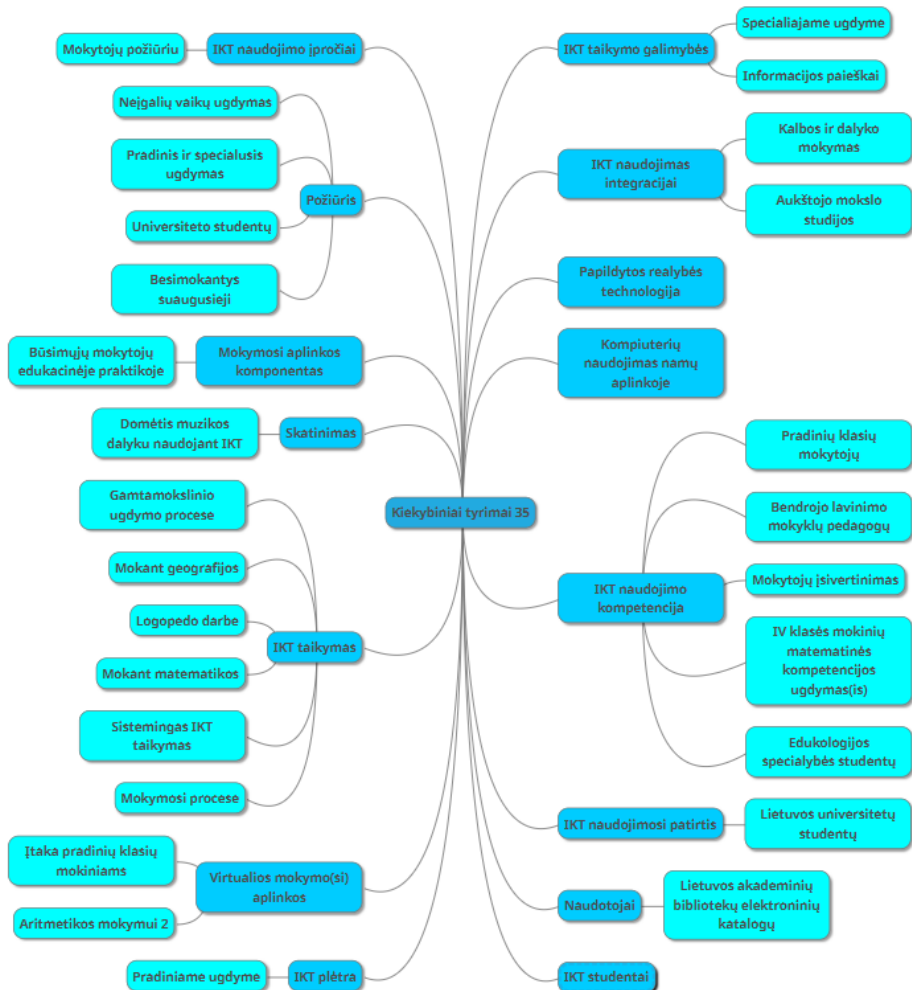 Kiekybiniai tyrimai 35
IKT naudojimo įpročiai
Mokytojų požiūriu
Požiūris
Neįgalių vaikų ugdymas
Pradinis ir specialusis
ugdymas
Universiteto studentų
Besimokantys
suaugusieji
Mokymosi aplinkos
komponentas
Būsimųjų mokytojų
edukacinėje praktikoje
Skatinimas
Domėtis muzikos
dalyku naudojant IKT
IKT taikymas
Gamtamokslinio
ugdymo procese
Mokant geografijos
Logopedo darbe
Mokant matematikos
Sistemingas IKT
taikymas
Mokymosi procese
Virtualios mokymo(si)
aplinkos
Įtaka pradinių klasių
mokiniams
Aritmetikos mokymui 2
IKT plėtra
Pradiniame ugdyme
IKT taikymo galimybės
Specialiajame ugdyme
Informacijos paieškai
IKT naudojimas
integracijai
Kalbos ir dalyko
mokymas
Aukštojo mokslo
studijos
Papildytos realybės
technologija
Kompiuterių
naudojimas namų
aplinkoje
IKT naudojimo
kompetencija
Pradinių klasių
mokytojų
Bendrojo lavinimo
mokyklų pedagogų
Mokytojų įsivertinimas
IV klasės mokinių
matematinės
kompetencijos
ugdymas(is)
Edukologijos
specialybės studentų
IKT naudojimosi patirtis
Lietuvos universitetų
studentų
Naudotojai
Lietuvos akademinių
bibliotekų elektroninių
katalogų
IKT studentai